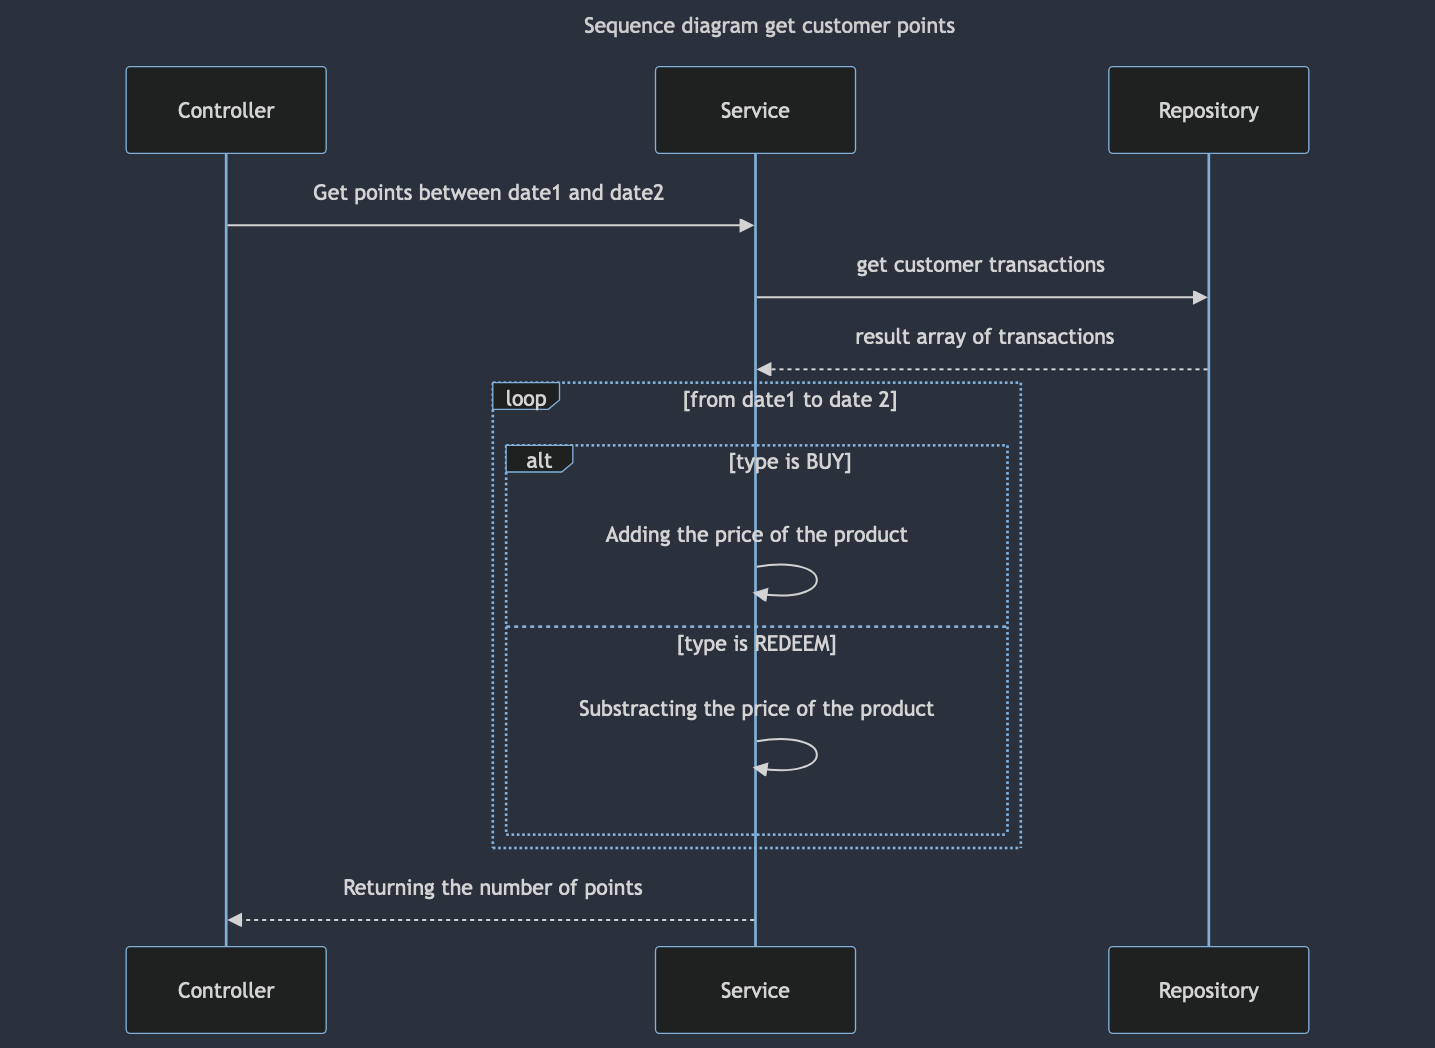 Sequence diagram get customer points
Controller
Service
Repository
Get points between date1 and date2
get customer transactions
result array of transactions
loop
[from date1 to date 2]
alt
[type is BUY]
Adding the price of the product
[type is REDEEM]
Substracting the price of the product
Returning the number of points
Controller
Service
Repository